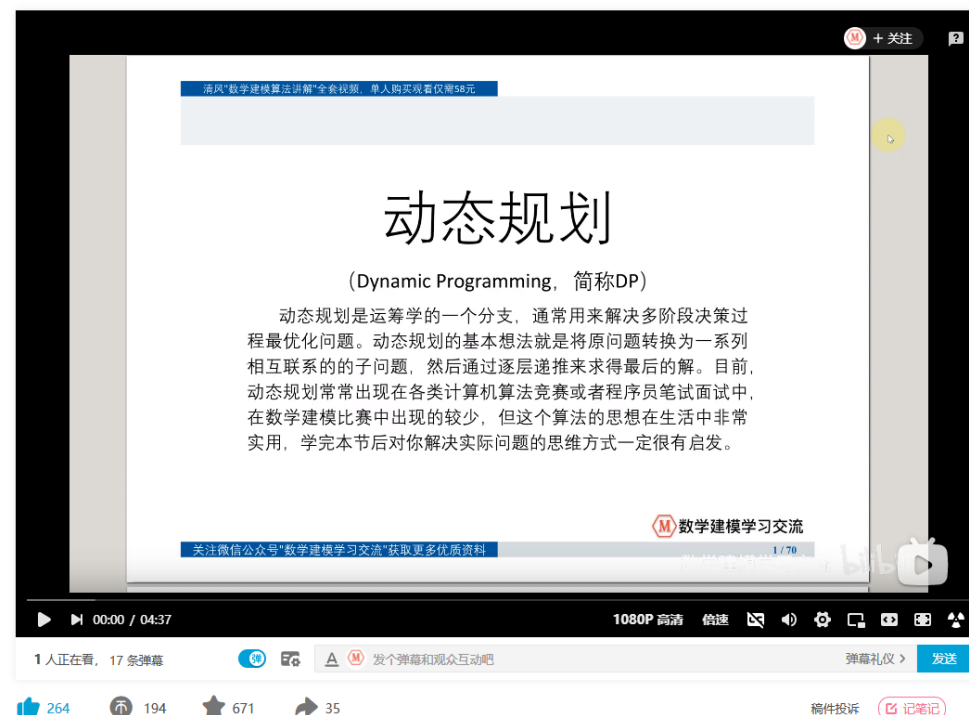 + 关注
清风"数学建模算法讲解"全套视频，单人购买观看仅需58元
动态规划
（Dynamic Programming，简称DP）
动态规划是运筹学的一个分支，通常用来解决多阶段决策过
程最优化问题。动态规划的基本想法就是将原问题转换为一系列
相互联系的的子问题，然后通过逐层递推来求得最后的解。目前，
动态规划常常出现在各类计算机算法竞赛或者程序员笔试面试中，
在数学建模比赛中出现的较少，但这个算法的思想在生活中非常
实用，学完本节后对你解决实际问题的思维方式一定很有启发。
M 数学建模学习交流
关注微信公众号"数学建模学习交流"获取更多优质资料
1 / 70
00:00 / 04:37
1080P 高清 倍速
1 人正在看， 17 条弹幕
弹
A M 发个弹幕和观众互动吧
弹幕礼仪 >
发送
264 194 671 35
稿件投诉
记笔记